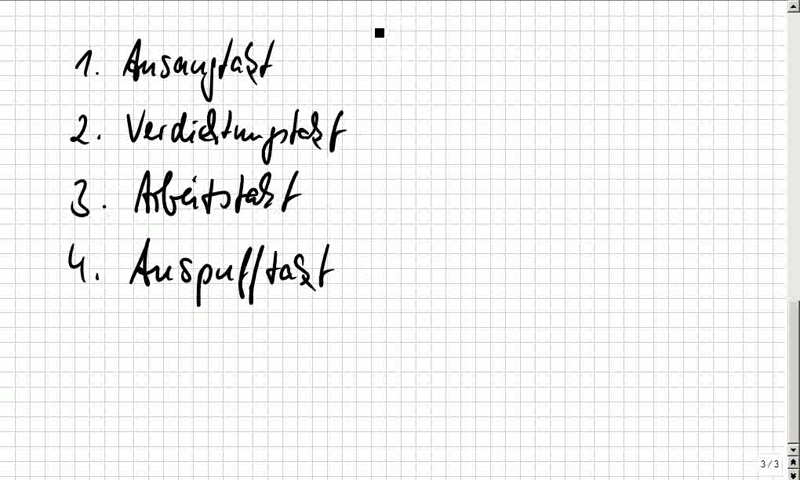 1. Ansaugtakt
2. Verdichtungstakt
3. Arbeitstakt
4. Auspufftakt
3 / 3